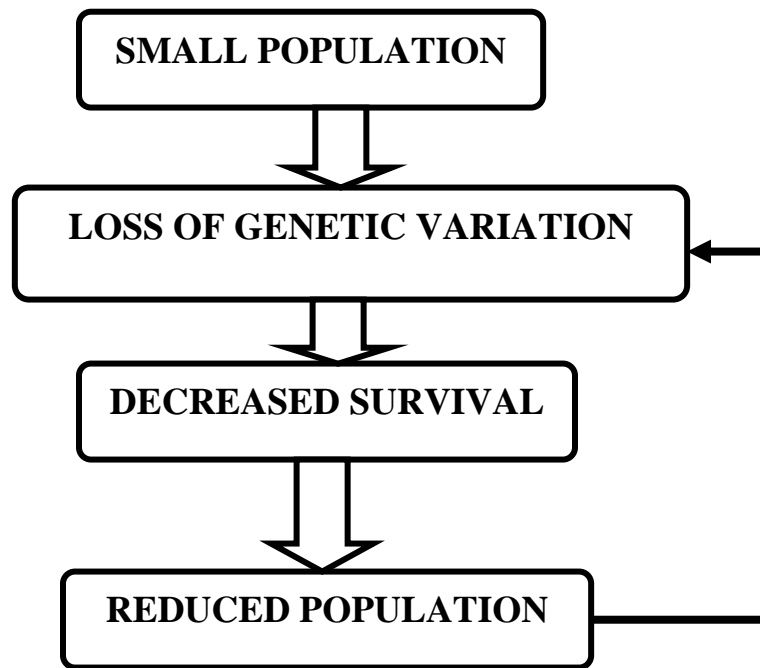 SMALL POPULATION
LOSS OF GENETIC VARIATION
DECREASED SURVIVAL
REDUCED POPULATION